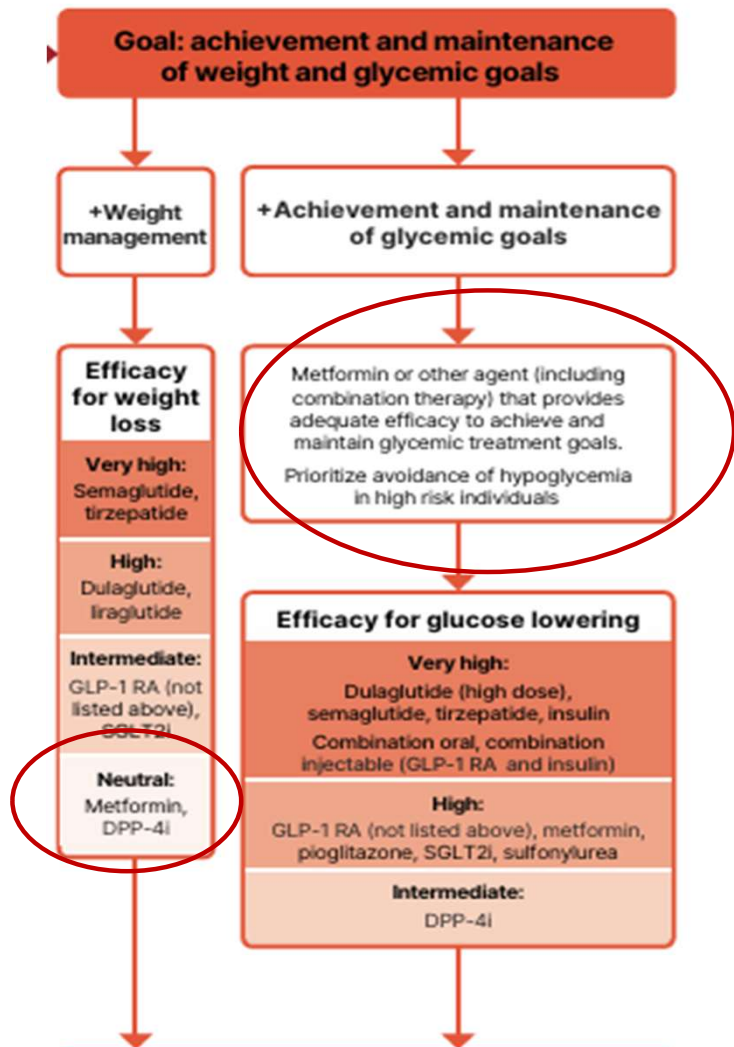 Goal: achievement and maintenance
of weight and glycemic goals
+Weight
management
+Achievement and maintenance
of glycemic goals
Efficacy
for weight
loss
Very high:
Semaglutide,
tirzepatide
High:
Dulaglutide,
liraglutide
Intermediate:
GLP-1 RA (not
listed above),
SGLT2i
Neutral:
Metformin,
DPP-4i
Metformin or other agent (including
combination therapy) that provides
adequate efficacy to achieve and
maintain glycemic treatment goals.
Prioritize avoidance of hypoglycemia
in high risk individuals
Efficacy for glucose lowering
Very high:
Dulaglutide (high dose),
semaglutide, tirzepatide, insulin
Combination oral, combination
injectable (GLP-1 RA and insulin)
High:
GLP-1 RA (not listed above), metformin,
pioglitazone, SGLT2i, sulfonylurea
Intermediate:
DPP-4i